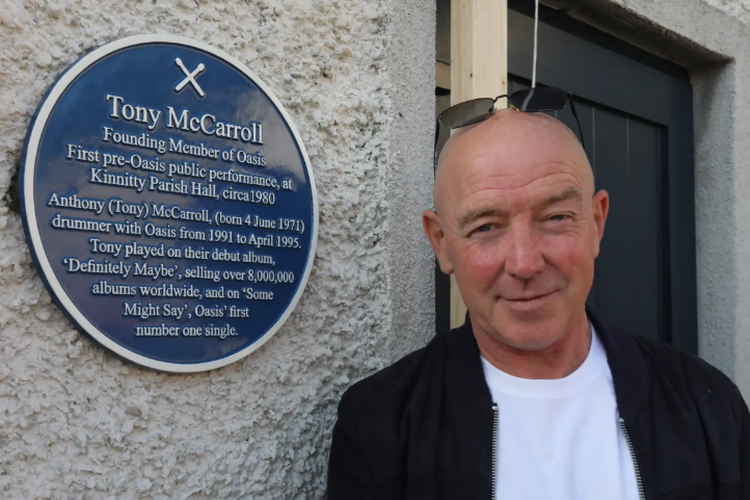 Tony McCarroll
Founding Member of Oasis
First pre-Oasis public performance, at
Kinnitty Parish Hall, circa1980
Anthony (Tony) McCarroll, (born 4 June 1971)
drummer with Oasis from 1991 to April 1995.
Tony played on their debut album,
‘Definitely Maybe’, selling over 8,000,000
albums worldwide, and on ‘Some
Might Say’, Oasis’ first
number one single.